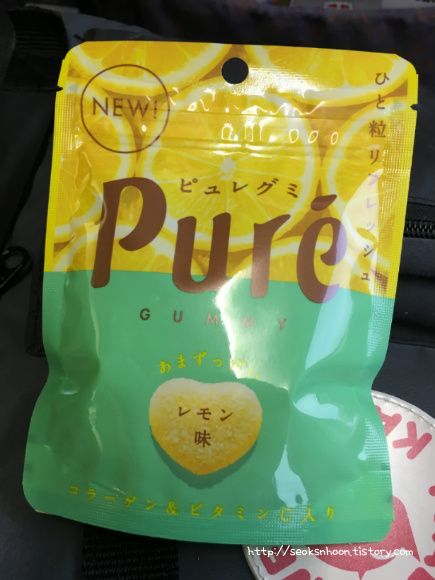 NEW!
ひと粒リフレッシュ
ピュレグミ
Puré
GUMMY
あまずっぱい
レモン
味
コラーゲン&ビタミンC入り
http://seoksnhoon.tistory.com